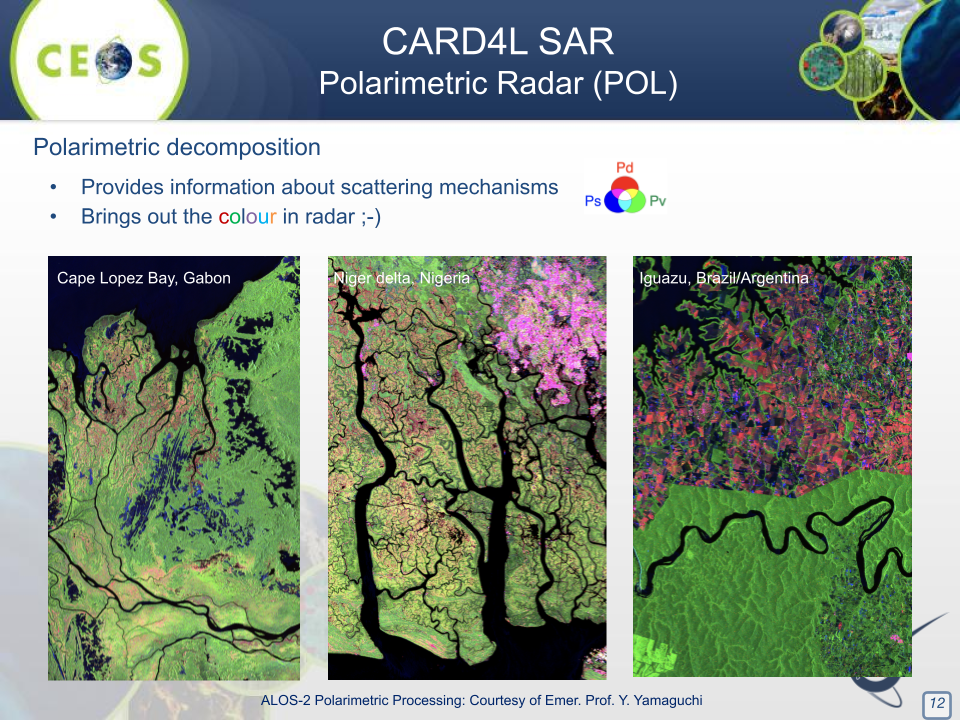 CEOS
CARD4L SAR
Polarimetric Radar (POL)
Polarimetric decomposition
• Provides information about scattering mechanisms
• Brings out the colour in radar ;-)
Pd
Ps Pv
Cape Lopez Bay, Gabon
Niger delta, Nigeria
Iguazu, Brazil/Argentina
ALOS-2 Polarimetric Processing: Courtesy of Emer. Prof. Y. Yamaguchi
12